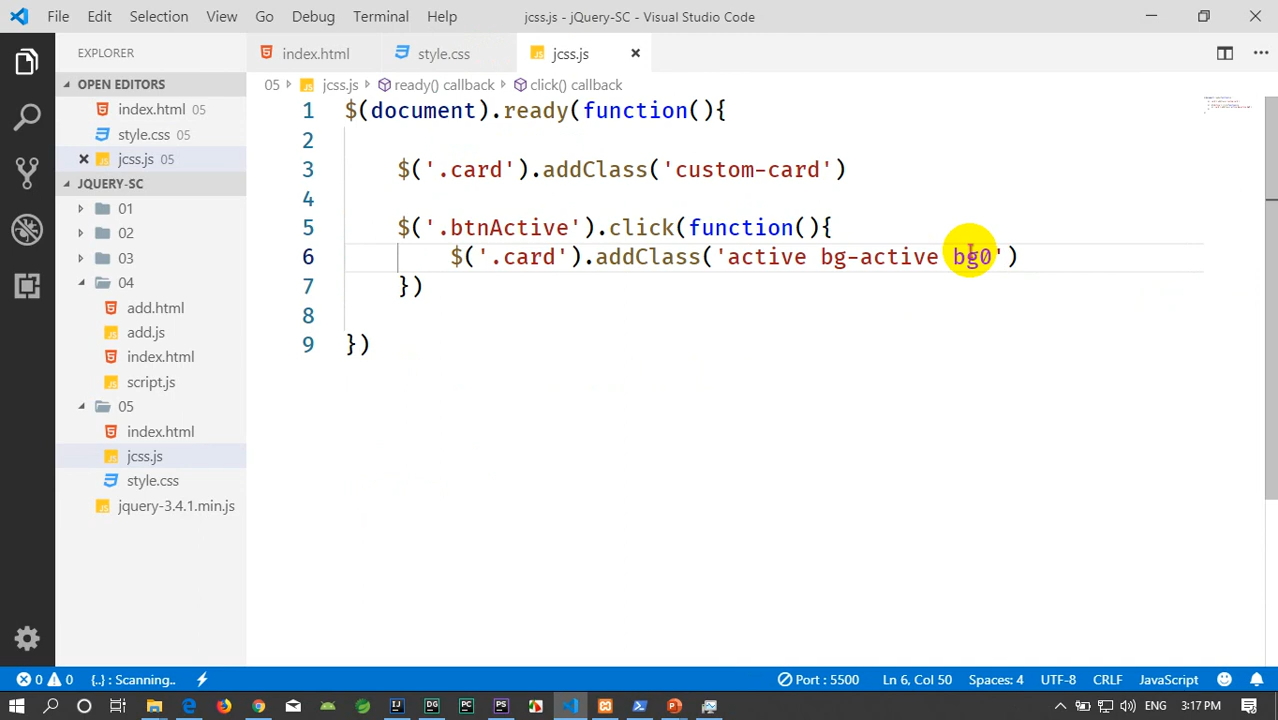 File Edit Selection View Go Debug Terminal Help jcss.js - jQuery-SC - Visual Studio Code
EXPLORER
OPEN EDITORS
index.html 05
style.css 05
jcss.js 05
JQUERY-SC
01
02
03
04
add.html
add.js
index.html
script.js
05
index.html
jcss.js
style.css
jquery-3.4.1.min.js
index.html style.css jcss.js
05 jcss.js ready() callback click() callback
1 $(document).ready(function(){
2
3 $('.card').addClass('custom-card')
4
5 $('.btnActive').click(function(){
6 $('.card').addClass('active bg-active bg0')
7 })
8
9 })
0 0 {..} : Scanning.. Port : 5500 Ln 6, Col 50 Spaces: 4 UTF-8 CRLF JavaScript
3:17 PM